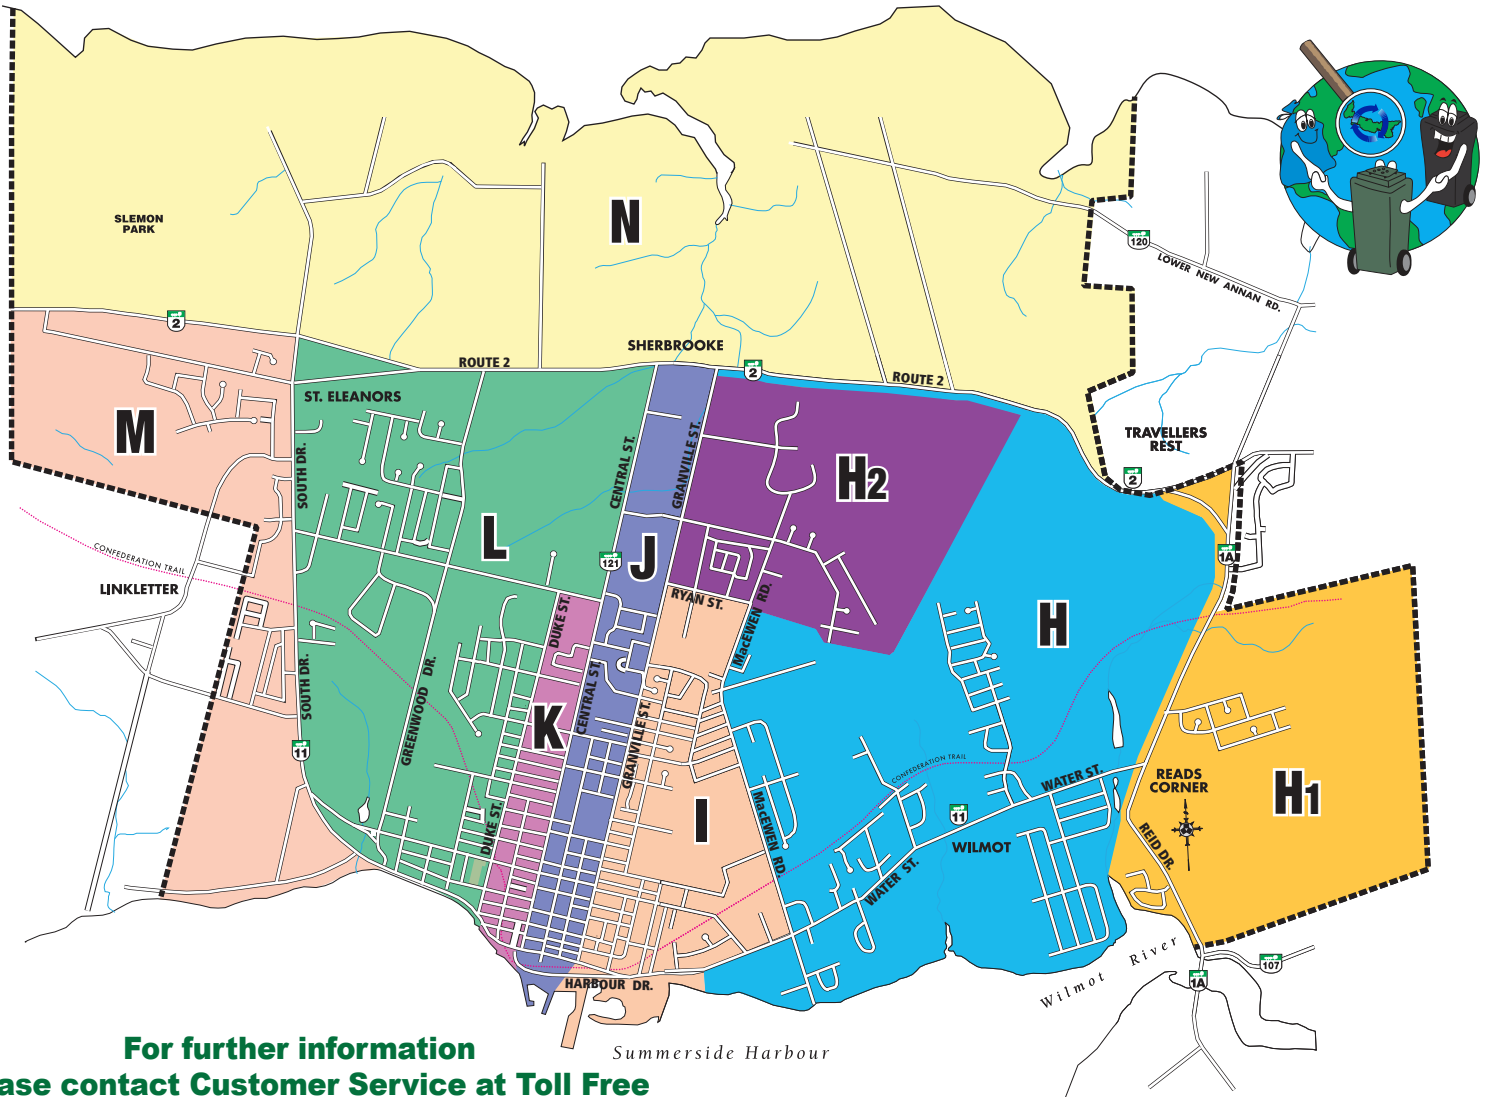 SLEMON
PARK
N
2
120
LOWER NEW ANNAN RD.
SHERBROOKE
ROUTE 2
2
ROUTE 2
ST. ELEANORS
M
SOUTH DR.
CENTRAL ST.
GRANVILLE ST.
H2
TRAVELLERS
REST
2
L
J
121
1A
CONFEDERATION TRAIL
LINKLETTER
RYAN ST.
DUKE ST.
MacEWEN RD.
H
SOUTH DR.
GREENWOOD DR.
K
CENTRAL ST.
GRANVILLE ST.
11
CONFEDERATION TRAIL
WATER ST.
READS
CORNER
H1
I
MacEWEN RD.
11
WILMOT
DUKE ST.
REID DR.
WATER ST.
Wilmot River
107
1A
HARBOUR DR.
Summerside Harbour
For further information
ase contact Customer Service at Toll Free